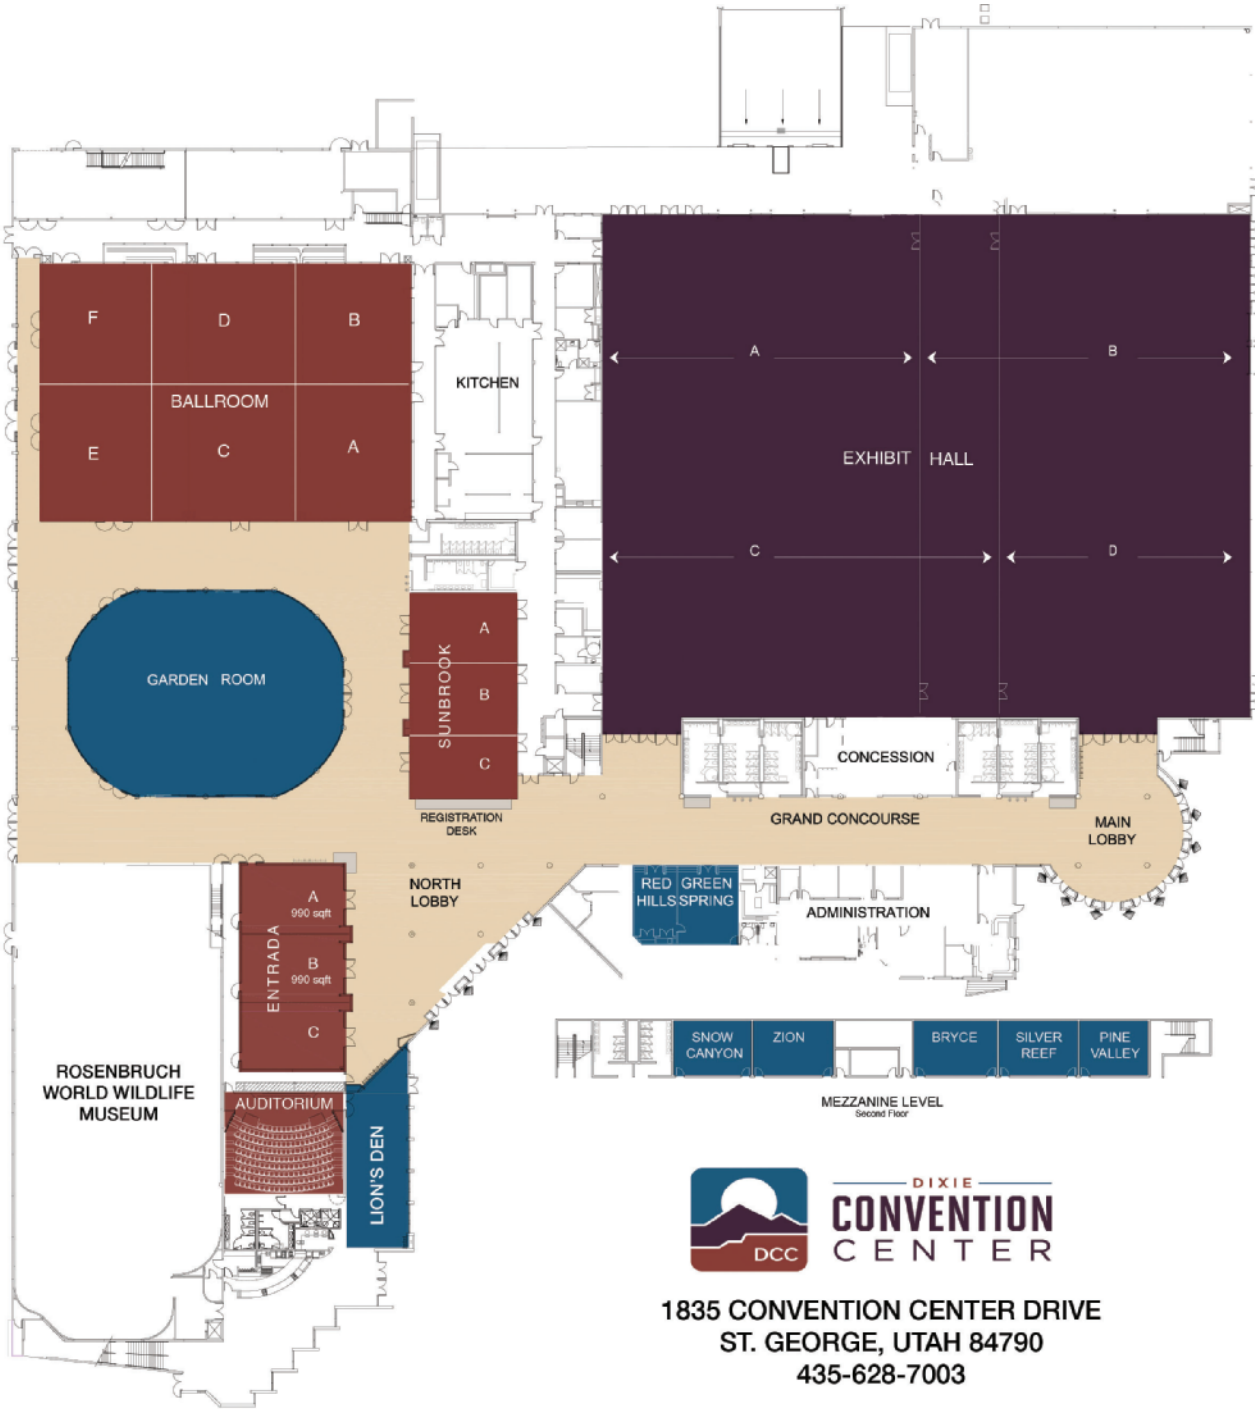 F
D
B
BALLROOM
E
C
A
KITCHEN
A
B
EXHIBIT HALL
C
D
GARDEN ROOM
SUNBROOK
A
B
C
REGISTRATION
DESK
CONCESSION
GRAND CONCOURSE
MAIN
LOBBY
NORTH
LOBBY
RED
HILLS
GREEN
SPRING
ADMINISTRATION
ENTRADA
A
990 sqft
B
990 sqft
C
SNOW
CANYON
ZION
BRYCE
SILVER
REEF
PINE
VALLEY
MEZZANINE LEVEL
Second Floor
ROSENBRUCH
WORLD WILDLIFE
MUSEUM
AUDITORIUM
LION'S DEN
DCC
DIXIE
CONVENTION
CENTER
1835 CONVENTION CENTER DRIVE
ST. GEORGE, UTAH 84790
435-628-7003